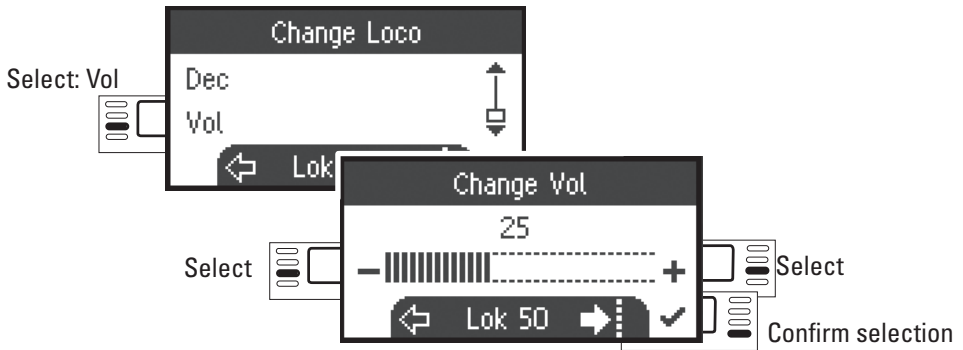 Change Loco
Select: Vol
Dec
Vol
Lok
Change Vol
25
Select
− +
Select
Lok 50
Confirm selection